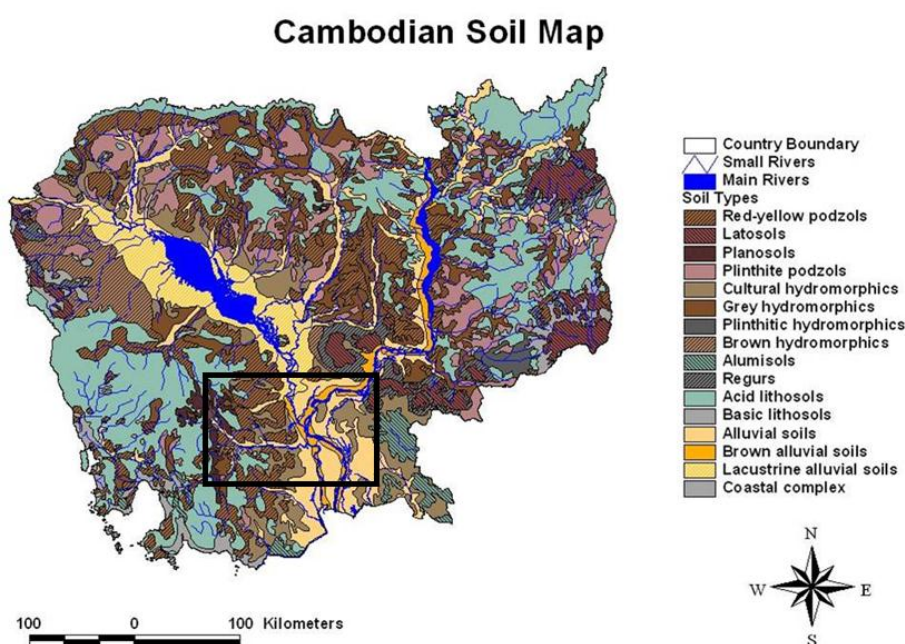 Cambodian Soil Map
Country Boundary
Small Rivers
Main Rivers
Soil Types
Red-yellow podzols
Latosols
Planosols
Plinthite podzols
Cultural hydromorphics
Grey hydromorphics
Plinthitic hydromorphics
Brown hydromorphics
Alumisols
Regurs
Acid lithosols
Basic lithosols
Alluvial soils
Brown alluvial soils
Lacustrine alluvial soils
Coastal complex
N
W E
S
100 0 100 Kilometers